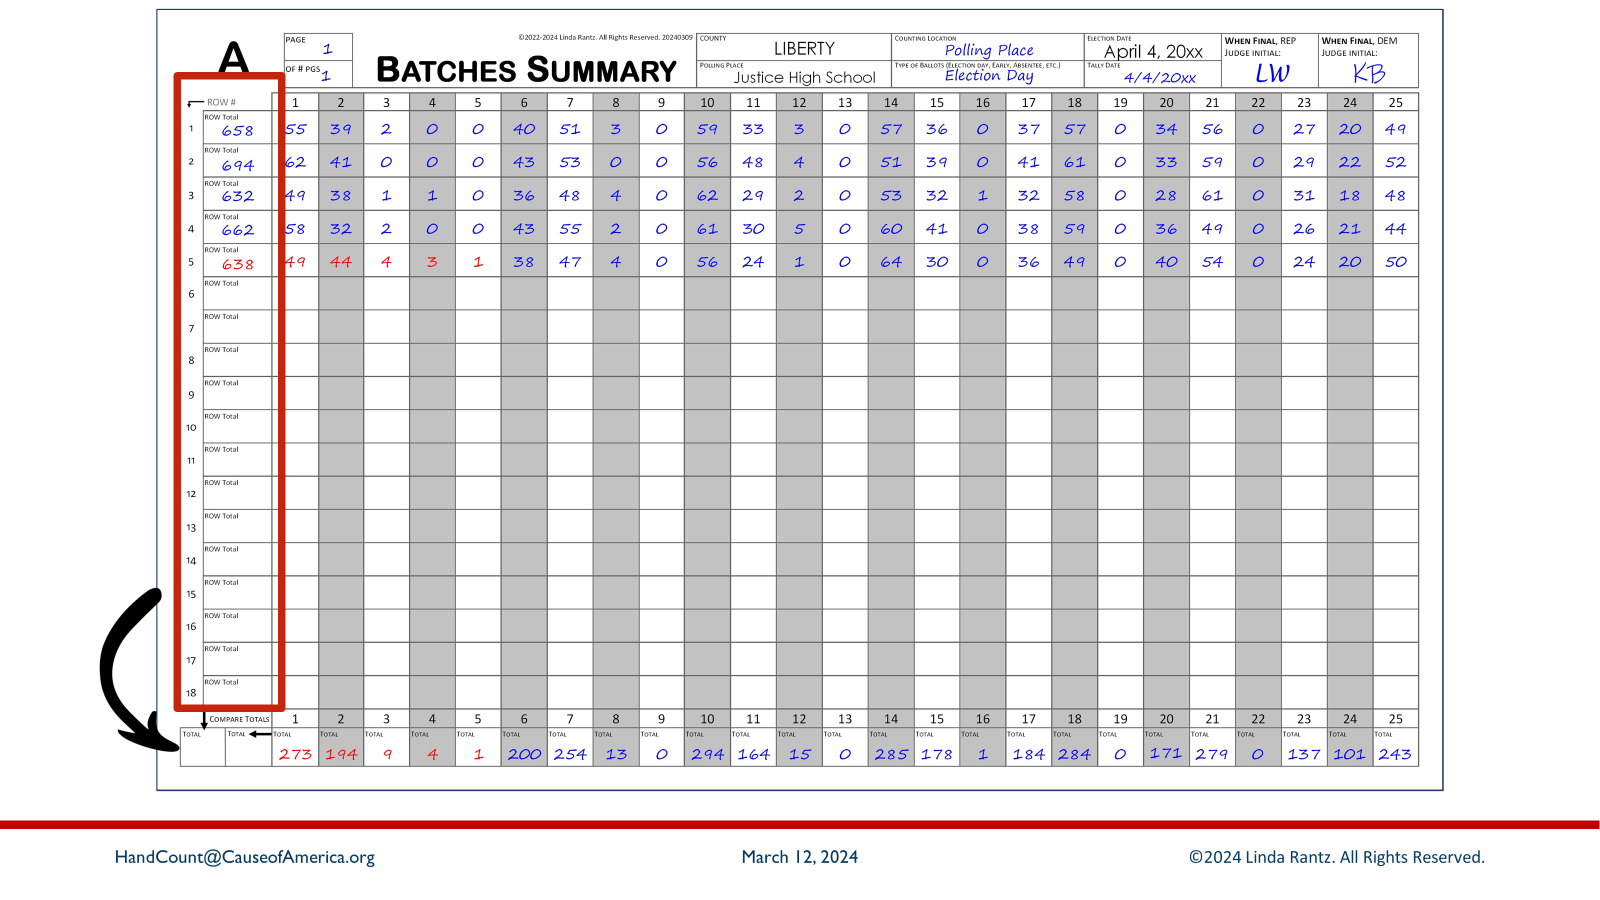 A
PAGE 1
OF # PGS 1
©2022-2024 Linda Rantz. All Rights Reserved. 20240309
BATCHES SUMMARY
COUNTY LIBERTY
POLLING PLACE Justice High School
COUNTING LOCATION Polling Place
TYPE OF BALLOTS (ELECTION DAY, EARLY, ABSENTEE, ETC.) Election Day
ELECTION DATE April 4, 20xx
TALLY DATE 4/4/20xx
WHEN FINAL, REP JUDGE INITIAL: LW
WHEN FINAL, DEM JUDGE INITIAL: KB
ROW # 1 2 3 4 5 6 7 8 9 10 11 12 13 14 15 16 17 18 19 20 21 22 23 24 25
1 ROW Total 658 55 39 2 0 0 40 51 3 0 59 33 3 0 57 36 0 37 57 0 34 56 0 27 20 49
2 ROW Total 694 62 41 0 0 0 43 53 0 0 56 48 4 0 51 39 0 41 61 0 33 59 0 29 22 52
3 ROW Total 632 49 38 1 1 0 36 48 4 0 62 29 2 0 53 32 1 32 58 0 28 61 0 31 18 48
4 ROW Total 662 58 32 2 0 0 43 55 2 0 61 30 5 0 60 41 0 38 59 0 36 49 0 26 21 44
5 ROW Total 638 49 44 4 3 1 38 47 4 0 56 24 1 0 64 30 0 36 49 0 40 54 0 24 20 50
6 ROW Total
7 ROW Total
8 ROW Total
9 ROW Total
10 ROW Total
11 ROW Total
12 ROW Total
13 ROW Total
14 ROW Total
15 ROW Total
16 ROW Total
17 ROW Total
18 ROW Total
COMPARE TOTALS 1 2 3 4 5 6 7 8 9 10 11 12 13 14 15 16 17 18 19 20 21 22 23 24 25
TOTAL TOTAL TOTAL TOTAL TOTAL TOTAL TOTAL TOTAL TOTAL TOTAL TOTAL TOTAL TOTAL TOTAL TOTAL TOTAL TOTAL TOTAL TOTAL TOTAL TOTAL TOTAL TOTAL TOTAL TOTAL TOTAL TOTAL
273 194 9 4 1 200 254 13 0 294 164 15 0 285 178 1 184 284 0 171 279 0 137 101 243
HandCount@CauseofAmerica.org
March 12, 2024
©2024 Linda Rantz. All Rights Reserved.